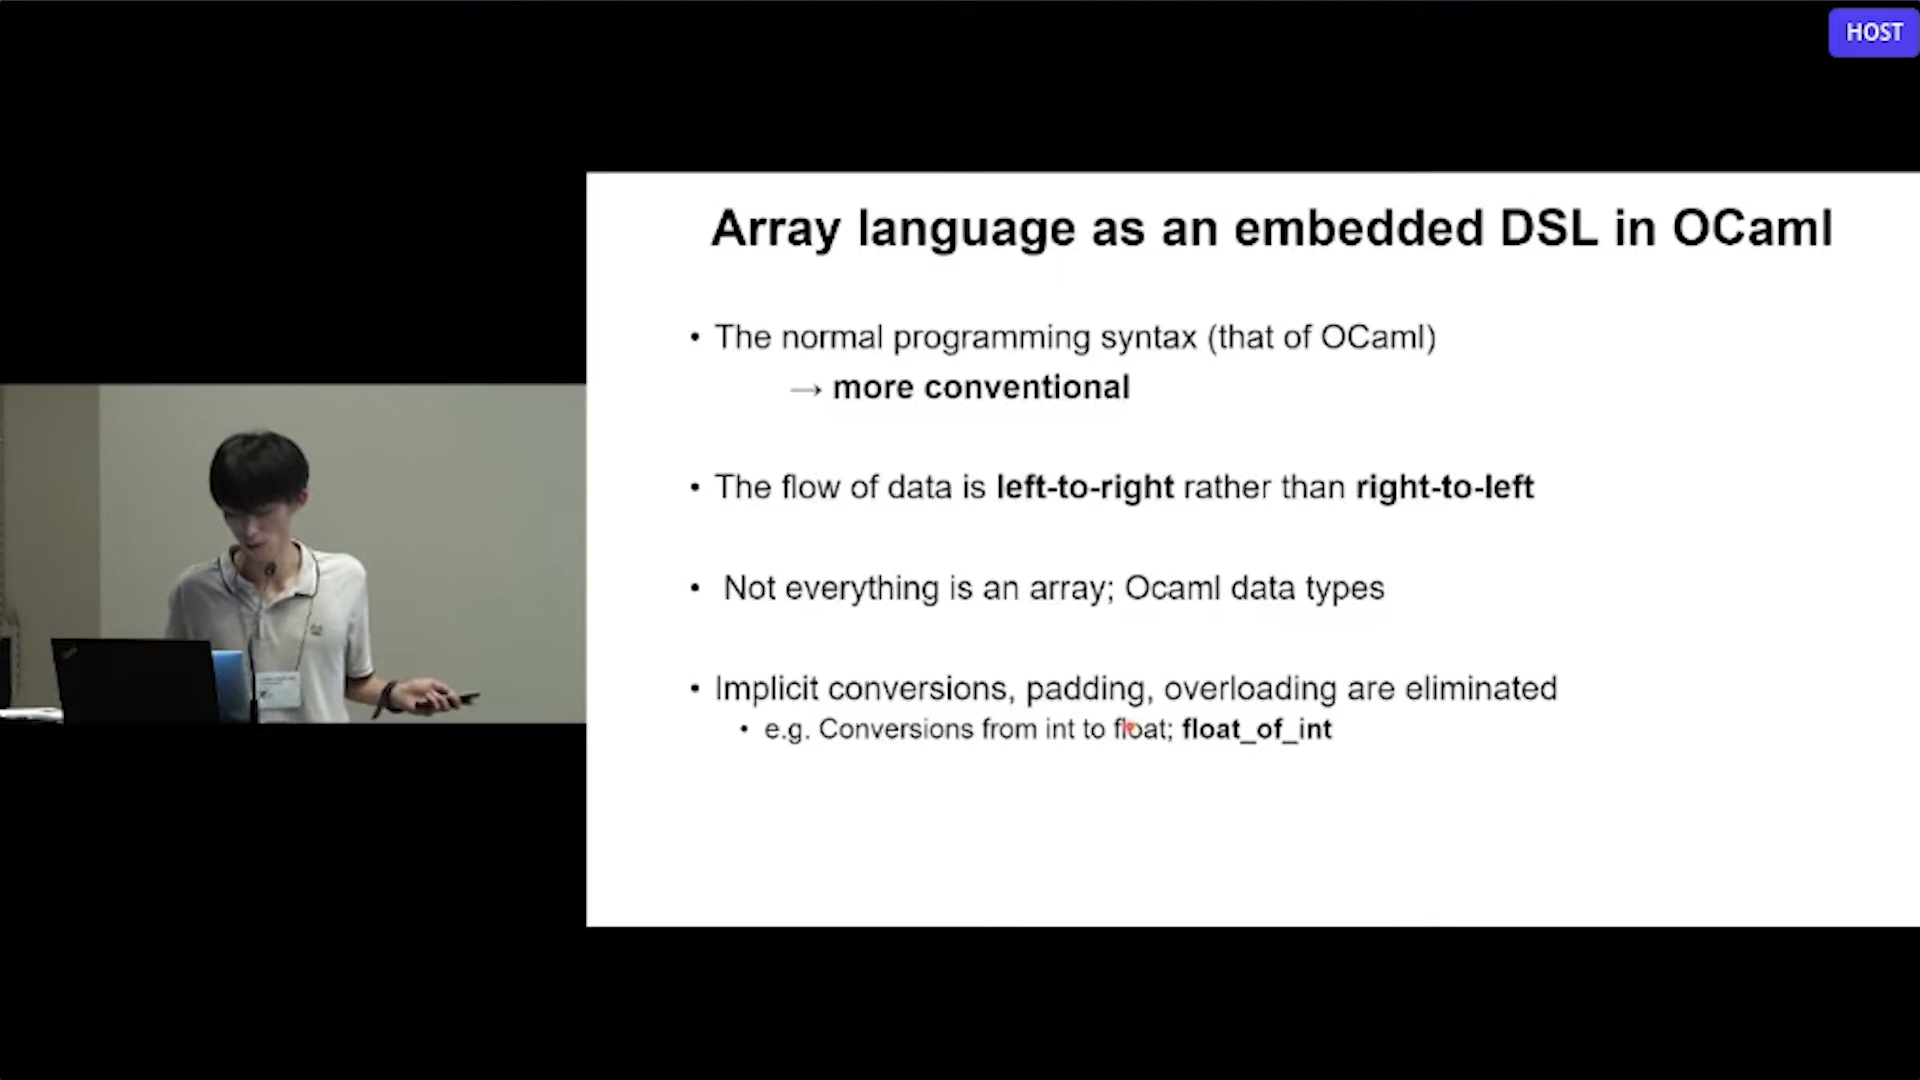 HOST
Array language as an embedded DSL in OCaml
• The normal programming syntax (that of OCaml)
→ more conventional
• The flow of data is left-to-right rather than right-to-left
• Not everything is an array; Ocaml data types
• Implicit conversions, padding, overloading are eliminated
• e.g. Conversions from int to float; float_of_int